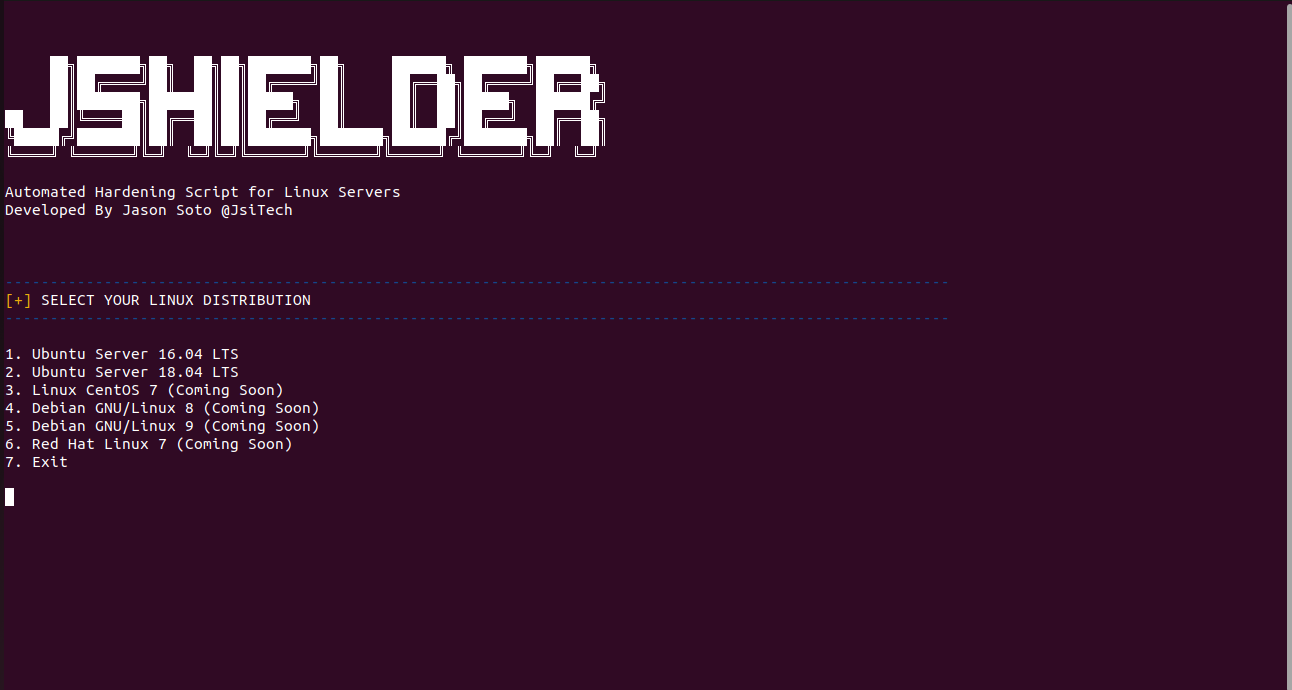 JSHIELDER
Automated Hardening Script for Linux Servers
Developed By Jason Soto @JsiTech
---------------------------------------------------------------------------------------------------------
[+] SELECT YOUR LINUX DISTRIBUTION
---------------------------------------------------------------------------------------------------------
1. Ubuntu Server 16.04 LTS
2. Ubuntu Server 18.04 LTS
3. Linux CentOS 7 (Coming Soon)
4. Debian GNU/Linux 8 (Coming Soon)
5. Debian GNU/Linux 9 (Coming Soon)
6. Red Hat Linux 7 (Coming Soon)
7. Exit